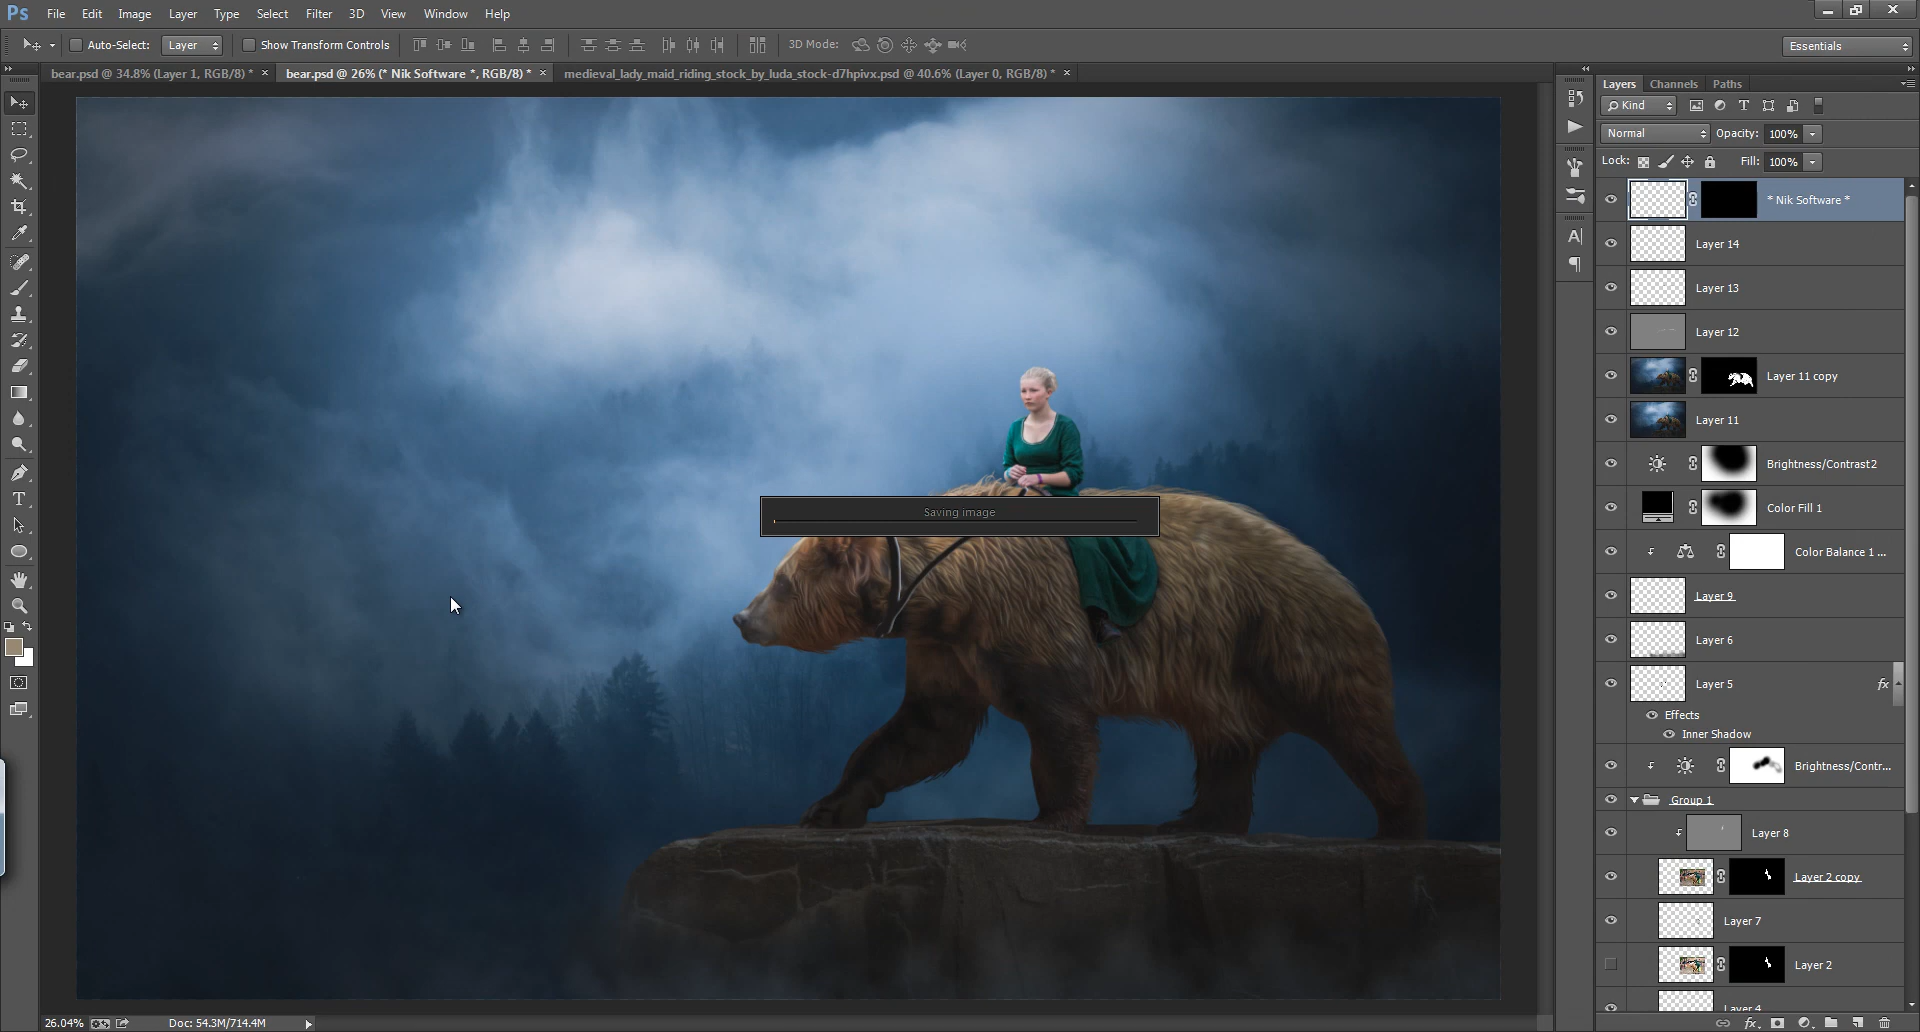 Ps File Edit Image Layer Type Select Filter 3D View Window Help
Auto-Select: Layer Show Transform Controls 3D Mode: Essentials
bear.psd @ 34.8% (Layer 1, RGB/8) * × bear.psd @ 26% (* Nik Software *, RGB/8) * × medieval_lady_maid_riding_stock_by_luda_stock-d7hpivx.psd @ 40.6% (Layer 0, RGB/8) * ×
Layers Channels Paths
Kind
Normal Opacity: 100%
Lock: Fill: 100%
* Nik Software *
Layer 14
Layer 13
Layer 12
Layer 11 copy
Layer 11
Brightness/Contrast 2
Color Fill 1
Saving image
Color Balance 1 ...
Layer 9
Layer 6
Layer 5 fx
Effects
Inner Shadow
Brightness/Contr...
Group 1
Layer 8
Layer 2 copy
Layer 7
Layer 2
Layer 4
26.04% Doc: 54.3M/714.4M